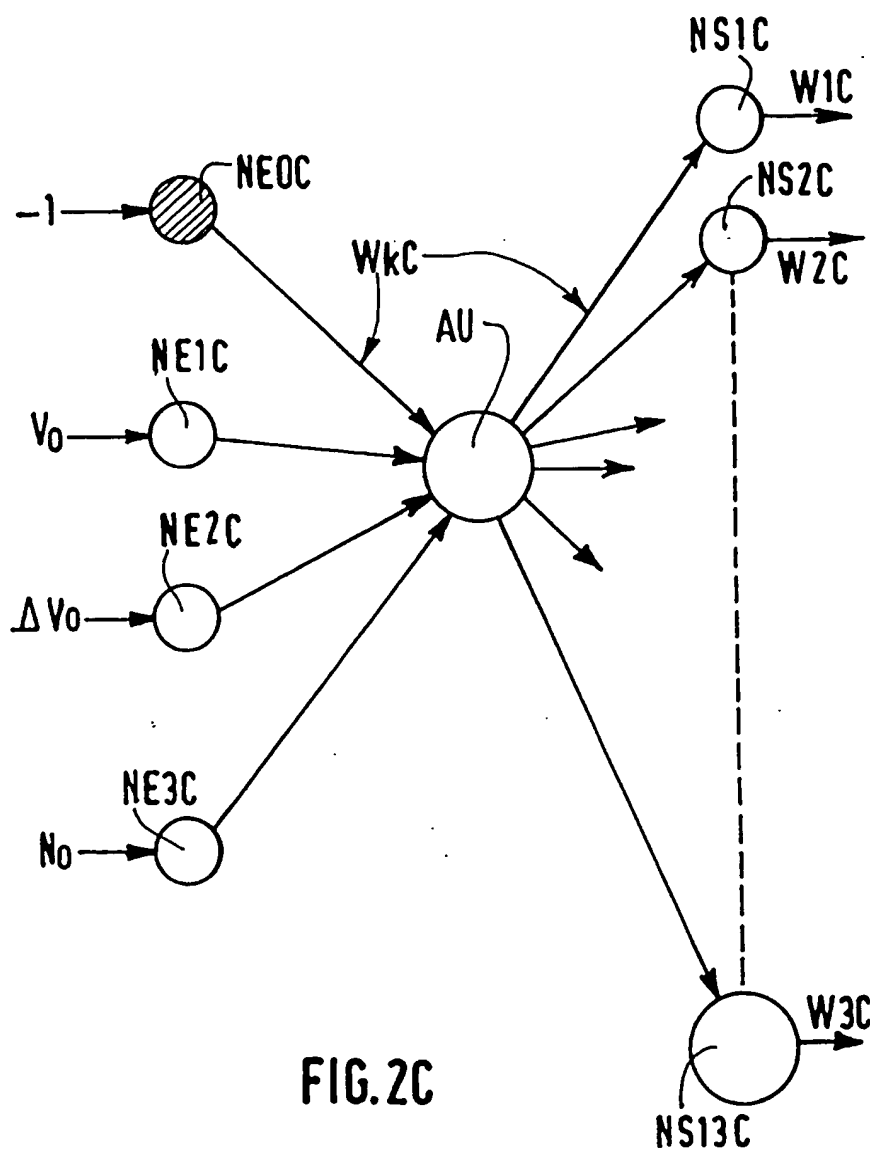 NS1C
W1C
NE0C
-1
NS2C
WkC
W2C
AU
NE1C
V0
NE2C
ΔV0
NE3C
N0
W3C
FIG.2C
NS13C